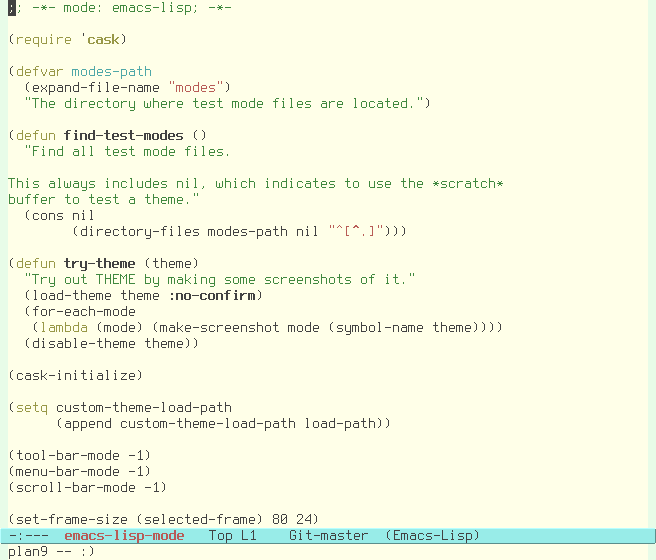 ;; -*- mode: emacs-lisp; -*-

(require 'cask)

(defvar modes-path
  (expand-file-name "modes")
  "The directory where test mode files are located.")

(defun find-test-modes ()
  "Find all test mode files.

This always includes nil, which indicates to use the *scratch*
buffer to test a theme."
  (cons nil
        (directory-files modes-path nil "^[^.]")))

(defun try-theme (theme)
  "Try out THEME by making some screenshots of it."
  (load-theme theme :no-confirm)
  (for-each-mode
   (lambda (mode) (make-screenshot mode (symbol-name theme))))
  (disable-theme theme))

(cask-initialize)

(setq custom-theme-load-path
      (append custom-theme-load-path load-path))

(tool-bar-mode -1)
(menu-bar-mode -1)
(scroll-bar-mode -1)

(set-frame-size (selected-frame) 80 24)
-:---  emacs-lisp-mode   Top L1    Git-master  (Emacs-Lisp)
plan9 -- :)